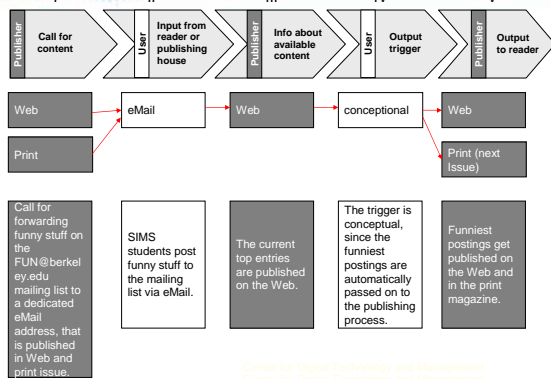 Publisher
Call for
content
User
Input from
reader or
publishing
house
Publisher
Info about
available
content
User
Output
trigger
Publisher
Output
to reader
Web
eMail
Web
conceptional
Web
Print
Print (next
Issue)
Call for
forwarding
funny stuff on
the
FUN@berkel
ey.edu
mailing list to
a dedicated
eMail
address, that
is published
in Web and
print issue.
SIMS
students post
funny stuff to
the mailing
list via eMail.
The current
top entries
are published
on the Web.
The trigger is
conceptual,
since the
funniest
postings are
automatically
passed on to
the publishing
process.
Funniest
postings get
published on
the Web and
in the print
magazine.